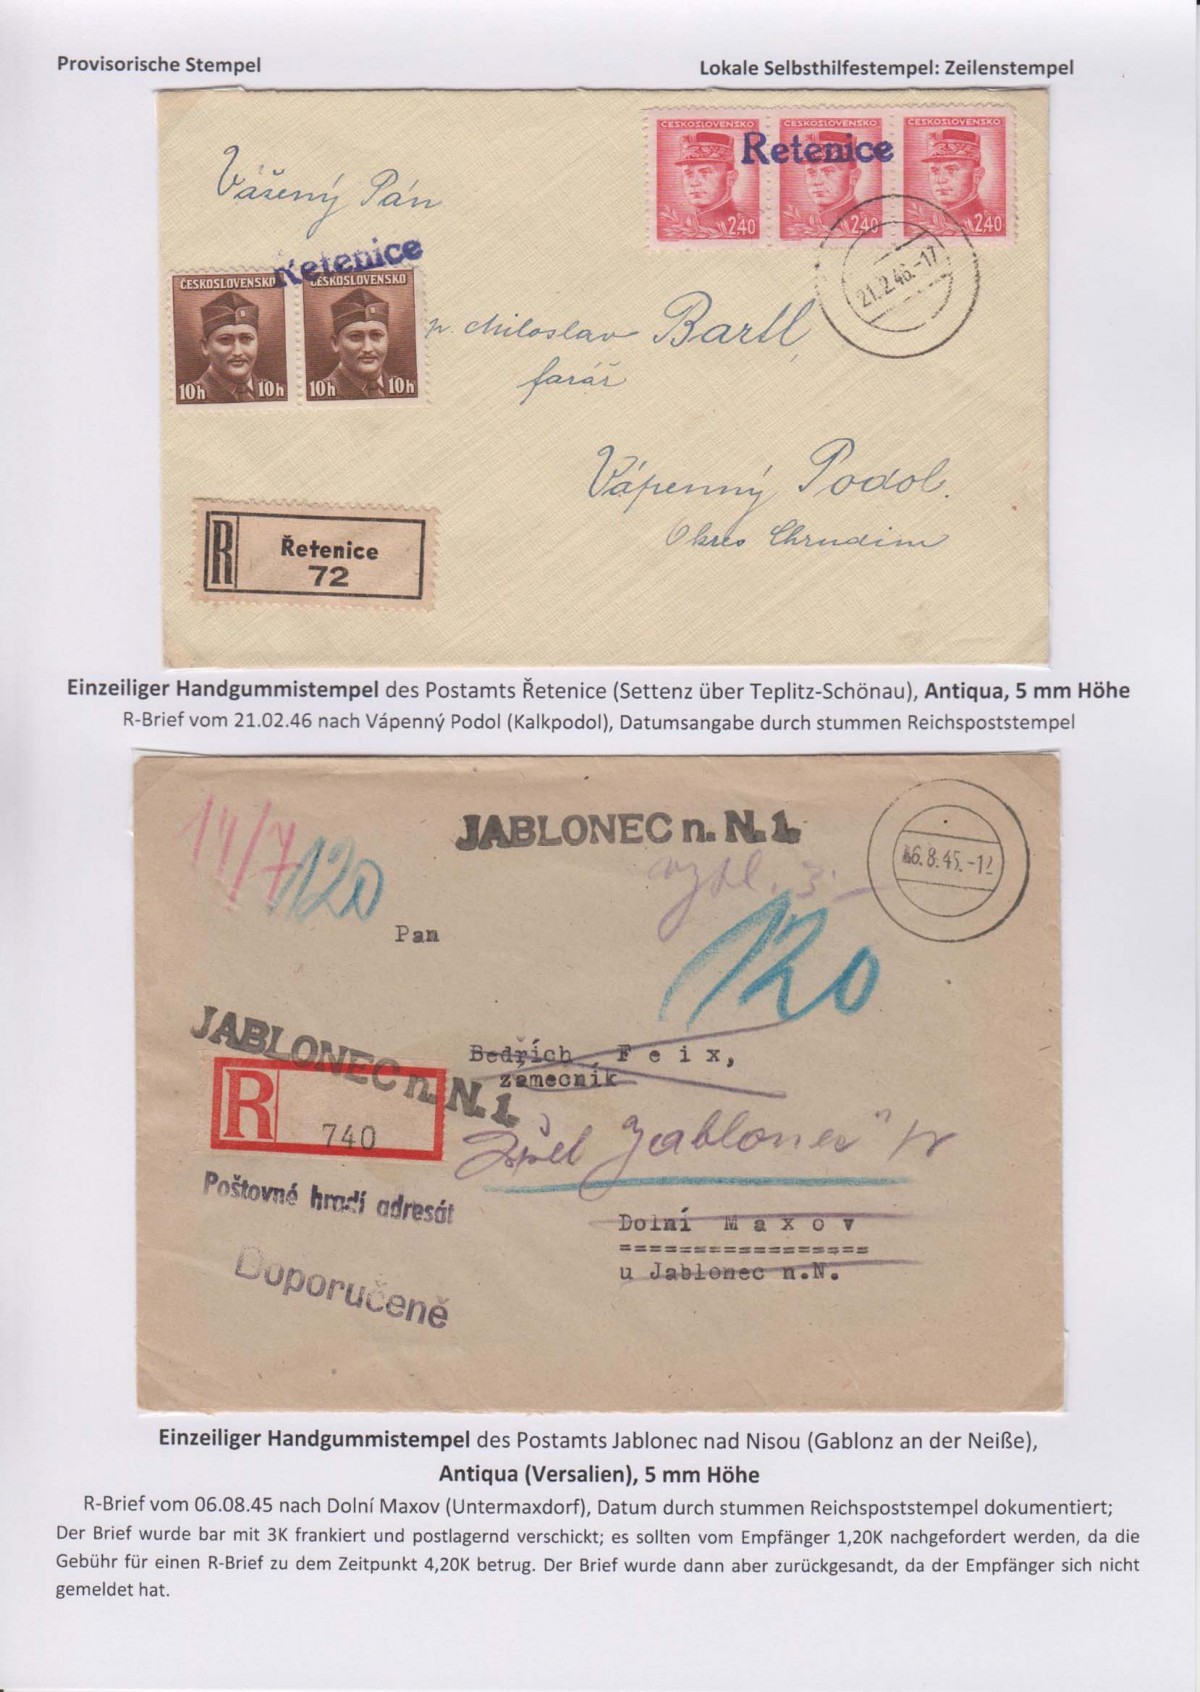 Provisorische Stempel
Lokale Selbsthilfestempel: Zeilenstempel
ČESKOSLOVENSKO ČESKOSLOVENSKO ČESKOSLOVENSKO
Retenice
2.40 2.40 2.40
Vážený Pán
Retenice
ČESKOSLOVENSKO ČESKOSLOVENSKO
10h 10h 10h 10h
21.2.46.-17
p. Miloslav Bartl,
farář
Vápenný Podol.
Okres Chrudim
R
Řetenice
72
Einzeiliger Handgummistempel des Postamts Řetenice (Settenz über Teplitz-Schönau), Antiqua, 5 mm Höhe
R-Brief vom 21.02.46 nach Vápenný Podol (Kalkpodol), Datumsangabe durch stummen Reichspoststempel
14/7
120
JABLONEC n. N. 1.
6.8.45.-12
Pan
120
JABLONEC n. N. 1.
Bedřich Feix,
zámečník
R
740
Jablonec
Poštovné hradí adresát
Dolní Maxov
=================
u Jablonec n.N.
Doporučeně
Einzeiliger Handgummistempel des Postamts Jablonec nad Nisou (Gablonz an der Neiße),
Antiqua (Versalien), 5 mm Höhe
R-Brief vom 06.08.45 nach Dolní Maxov (Untermaxdorf), Datum durch stummen Reichspoststempel dokumentiert;
Der Brief wurde bar mit 3K frankiert und postlagernd verschickt; es sollten vom Empfänger 1,20K nachgefordert werden, da die
Gebühr für einen R-Brief zu dem Zeitpunkt 4,20K betrug. Der Brief wurde dann aber zurückgesandt, da der Empfänger sich nicht
gemeldet hat.